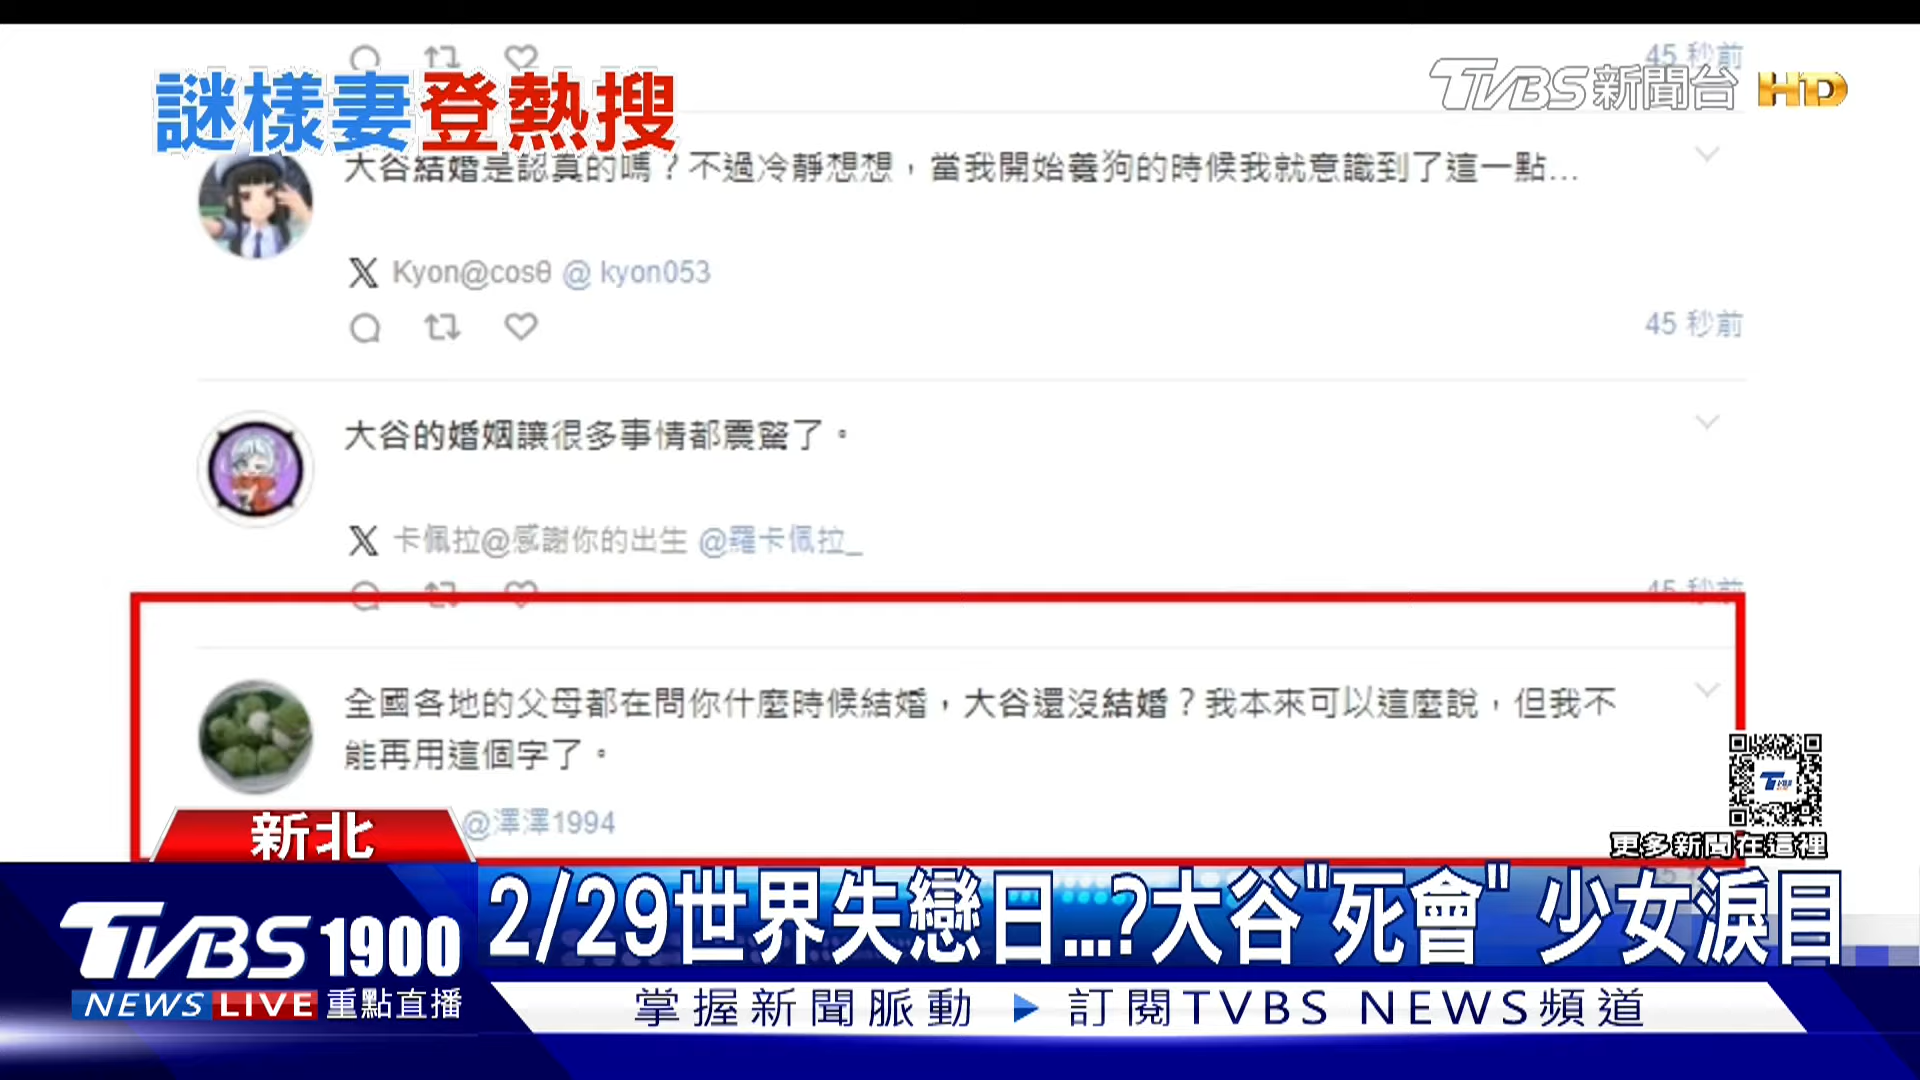 45 秒前
TVBS新聞台 HD
謎樣妻登熱搜
大谷結婚是認真的嗎？不過冷靜想想，當我開始養狗的時候我就意識到了這一點...
X Kyon@cosθ @ kyon053
45 秒前
大谷的婚姻讓很多事情都震驚了。
X 卡佩拉@感謝你的出生 @羅卡佩拉_
45 秒前
全國各地的父母都在問你什麼時候結婚，大谷還沒結婚？我本來可以這麼說，但我不
能再用這個字了。
@澤澤1994
TVBS
更多新聞在這裡
新北
2/29世界失戀日...?大谷"死會" 少女淚目
TVBS 1900
NEWS LIVE 重點直播
掌握新聞脈動 ▶ 訂閱TVBS NEWS頻道